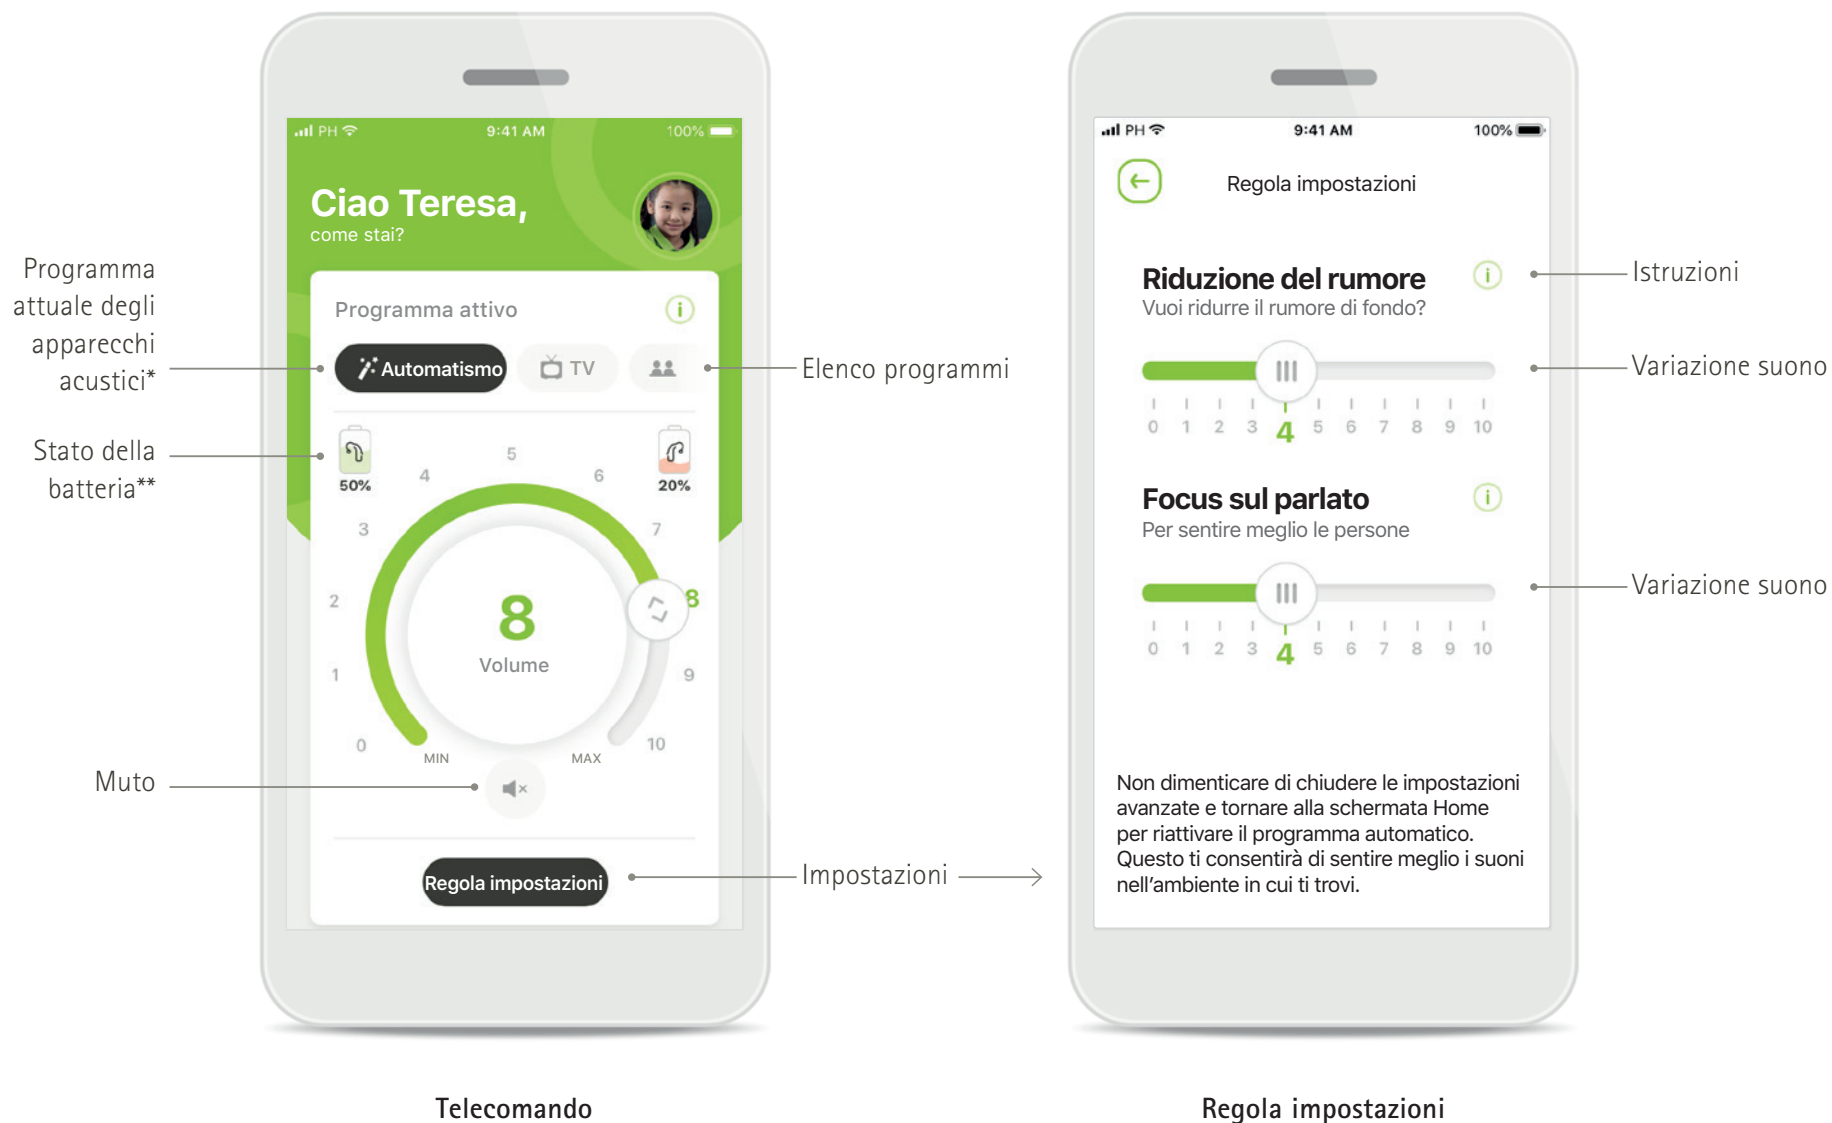 PH
9:41 AM
100%
Ciao Teresa,
come stai?
Programma attivo
Automatismo
TV
50%
20%
0
1
2
3
4
5
6
7
8
9
10
8
Volume
MIN
MAX
Regola impostazioni
Programma
attuale degli
apparecchi
acustici*
Stato della
batteria**
Muto
Elenco programmi
Impostazioni
Telecomando
PH
9:41 AM
100%
Regola impostazioni
Riduzione del rumore
Vuoi ridurre il rumore di fondo?
0 1 2 3 4 5 6 7 8 9 10
Focus sul parlato
Per sentire meglio le persone
0 1 2 3 4 5 6 7 8 9 10
Non dimenticare di chiudere le impostazioni
avanzate e tornare alla schermata Home
per riattivare il programma automatico.
Questo ti consentirà di sentire meglio i suoni
nell'ambiente in cui ti trovi.
Istruzioni
Variazione suono
Variazione suono
Regola impostazioni